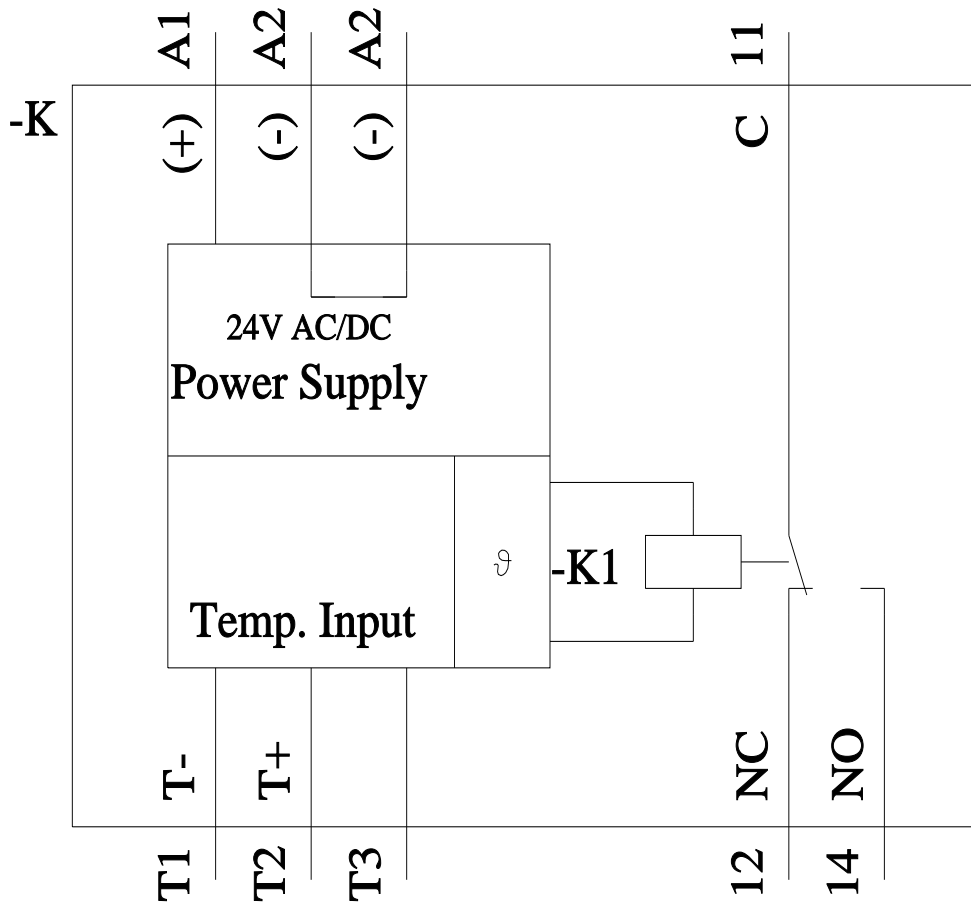 A1
A2
A2
11
-K
(+)
(-)
(-)
C
24V AC/DC
Power Supply
ϑ
-K1
Temp. Input
T-
T+
NC
NO
T1
T2
T3
12
14